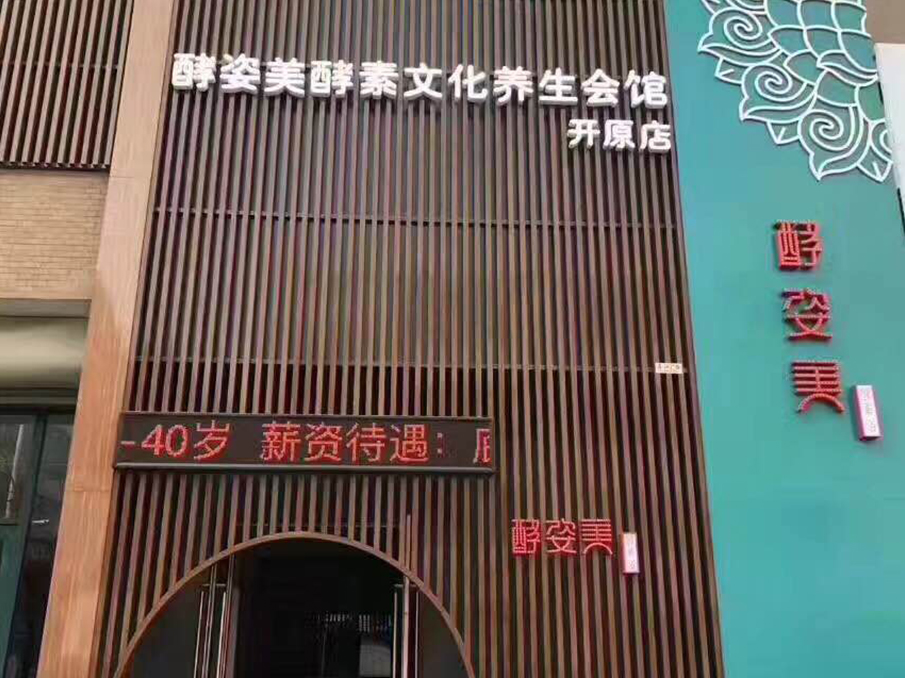 酵姿美酵素文化养生会馆
开原店
酵姿美
-40岁 薪资待遇：
酵姿美